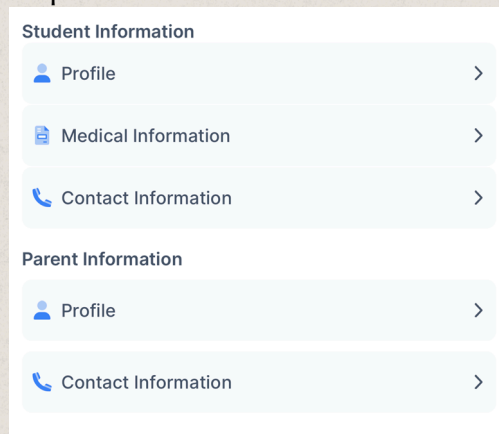 Student Information
Profile
Medical Information
Contact Information
Parent Information
Profile
Contact Information